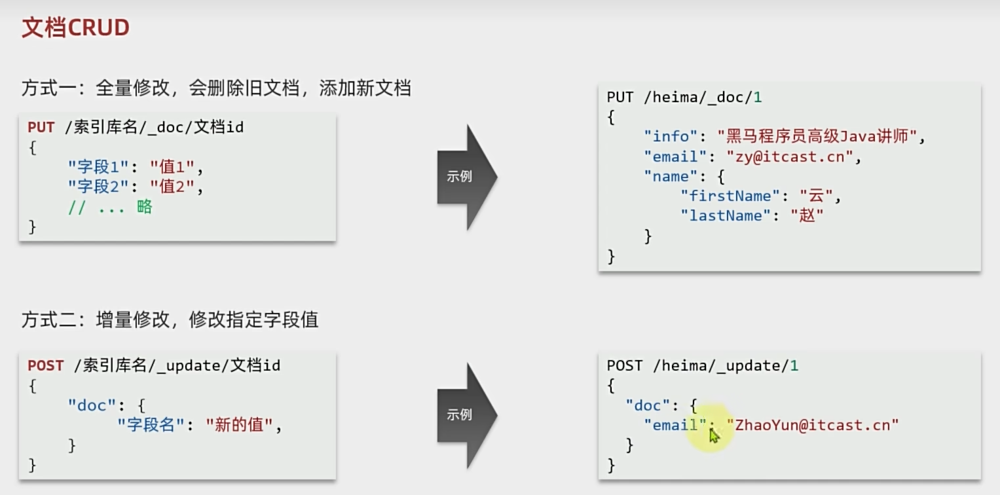 文档CRUD
方式一：全量修改，会删除旧文档，添加新文档
PUT /索引库名/_doc/文档id
{
    "字段1": "值1",
    "字段2": "值2",
    // ... 略
}
示例
PUT /heima/_doc/1
{
    "info": "黑马程序员高级Java讲师",
    "email": "zy@itcast.cn",
    "name": {
        "firstName": "云",
        "lastName": "赵"
    }
}
方式二：增量修改，修改指定字段值
POST /索引库名/_update/文档id
{
    "doc": {
         "字段名": "新的值",
    }
}
示例
POST /heima/_update/1
{
  "doc": {
    "email": "ZhaoYun@itcast.cn"
  }
}